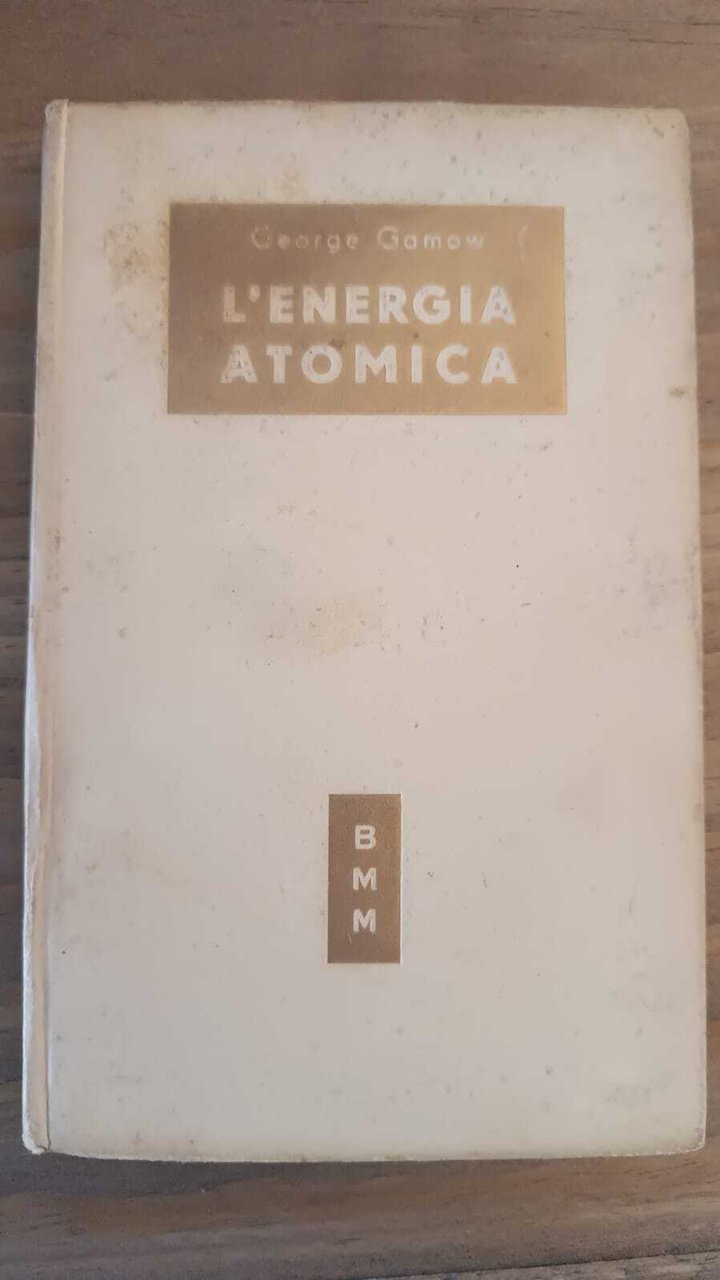 George Gamow
L'ENERGIA
ATOMICA
B
M
M